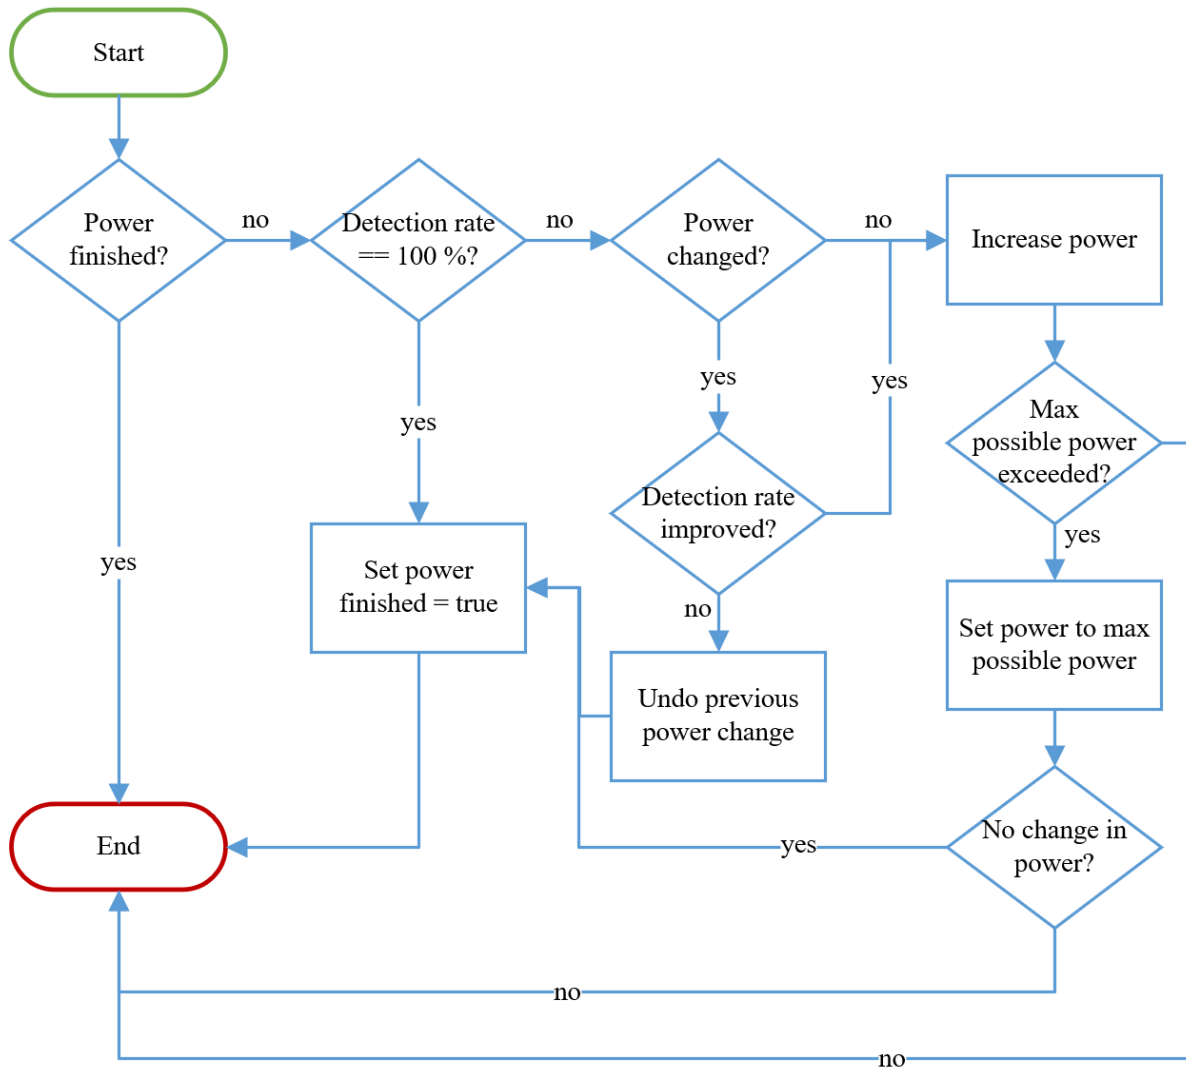 Start
Power
finished?
no
Detection rate
== 100 %?
no
Power
changed?
no
Increase power
yes
yes
yes
Max
possible power
exceeded?
Detection rate
improved?
yes
yes
Set power
finished = true
no
Set power to max
possible power
Undo previous
power change
End
yes
No change in
power?
no
no